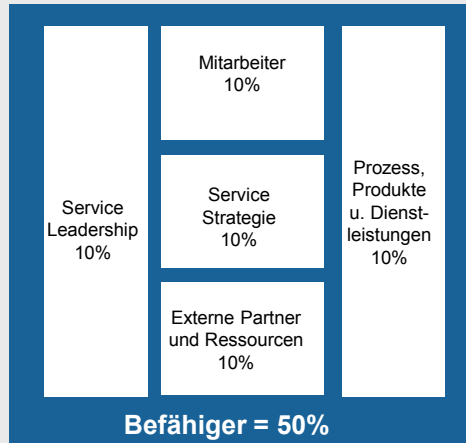 Service
Leadership
10%
Mitarbeiter
10%
Service
Strategie
10%
Externe Partner
und Ressourcen
10%
Prozess,
Produkte
u. Dienst-
leistungen
10%
Befähiger = 50%